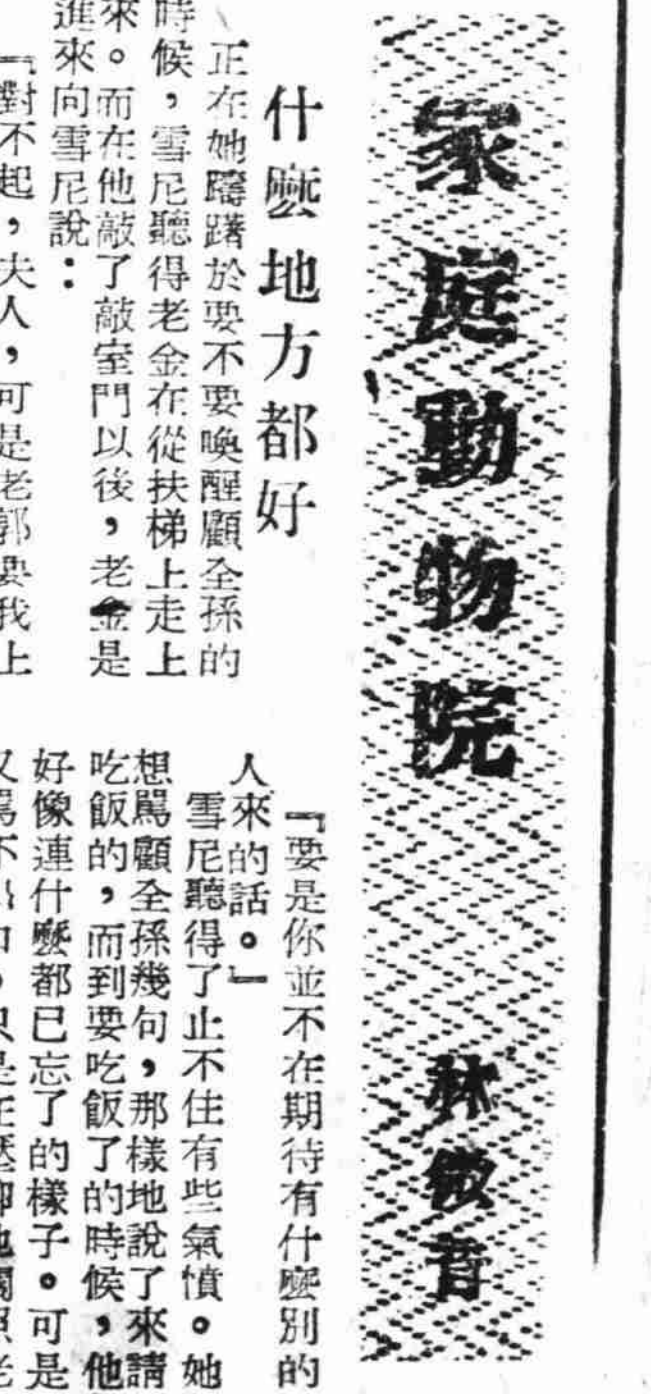 家庭動物院
林微音
什麼地方都好
正在她躊躇於要不要喚醒顧全孫的
時候，雪尼聽得老金在從扶梯上走上
來。而在他敲了敲室門以後，老金是
進來向雪尼說：
『對不起，夫人，可是老郭要我上
『要是你並不在期待有什麼別的
人來的話。』
雪尼聽得了止不住有些氣憤。她
想罵顧全孫幾句，那樣地說了來請
吃飯的，而到要吃飯了的時候，他
好像連什麼都已忘了的樣子。可是